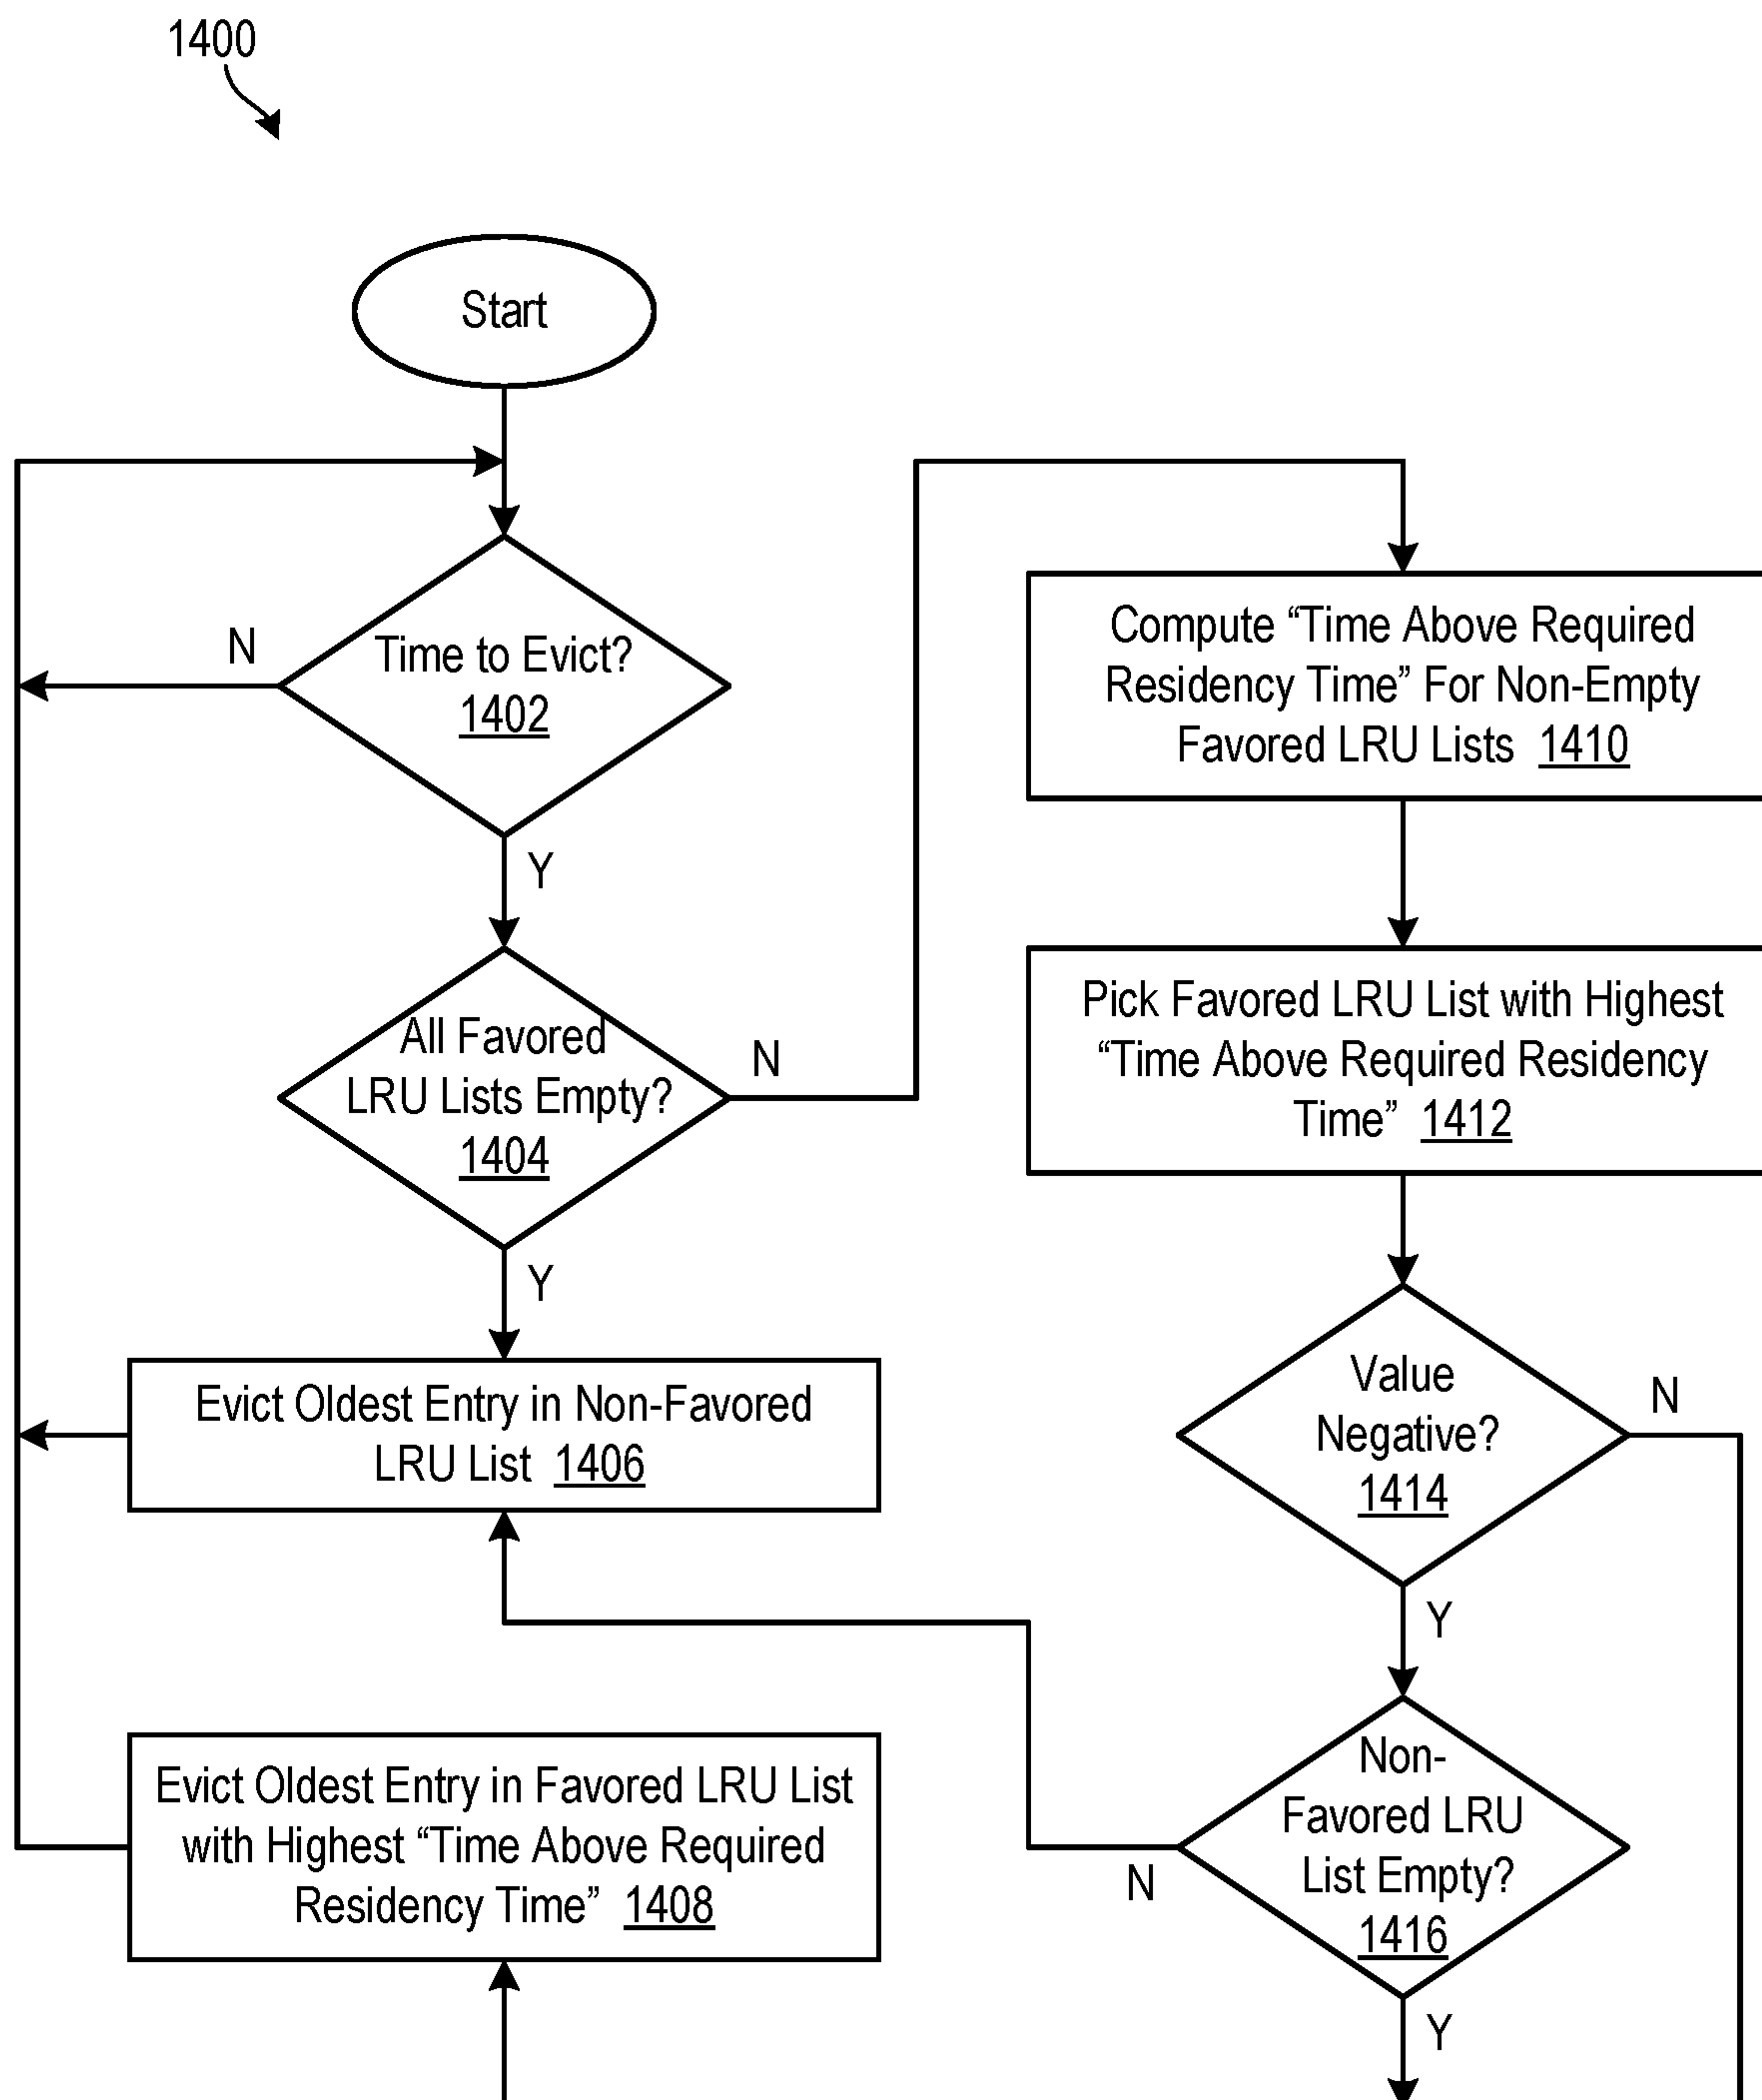 1400
Start
Time to Evict?
1402
N
Y
All Favored
LRU Lists Empty?
1404
N
Y
Evict Oldest Entry in Non-Favored
LRU List 1406
Evict Oldest Entry in Favored LRU List
with Highest “Time Above Required
Residency Time” 1408
Compute “Time Above Required
Residency Time” For Non-Empty
Favored LRU Lists 1410
Pick Favored LRU List with Highest
“Time Above Required Residency
Time” 1412
Value
Negative?
1414
N
Y
Non-
Favored LRU
List Empty?
1416
N
Y